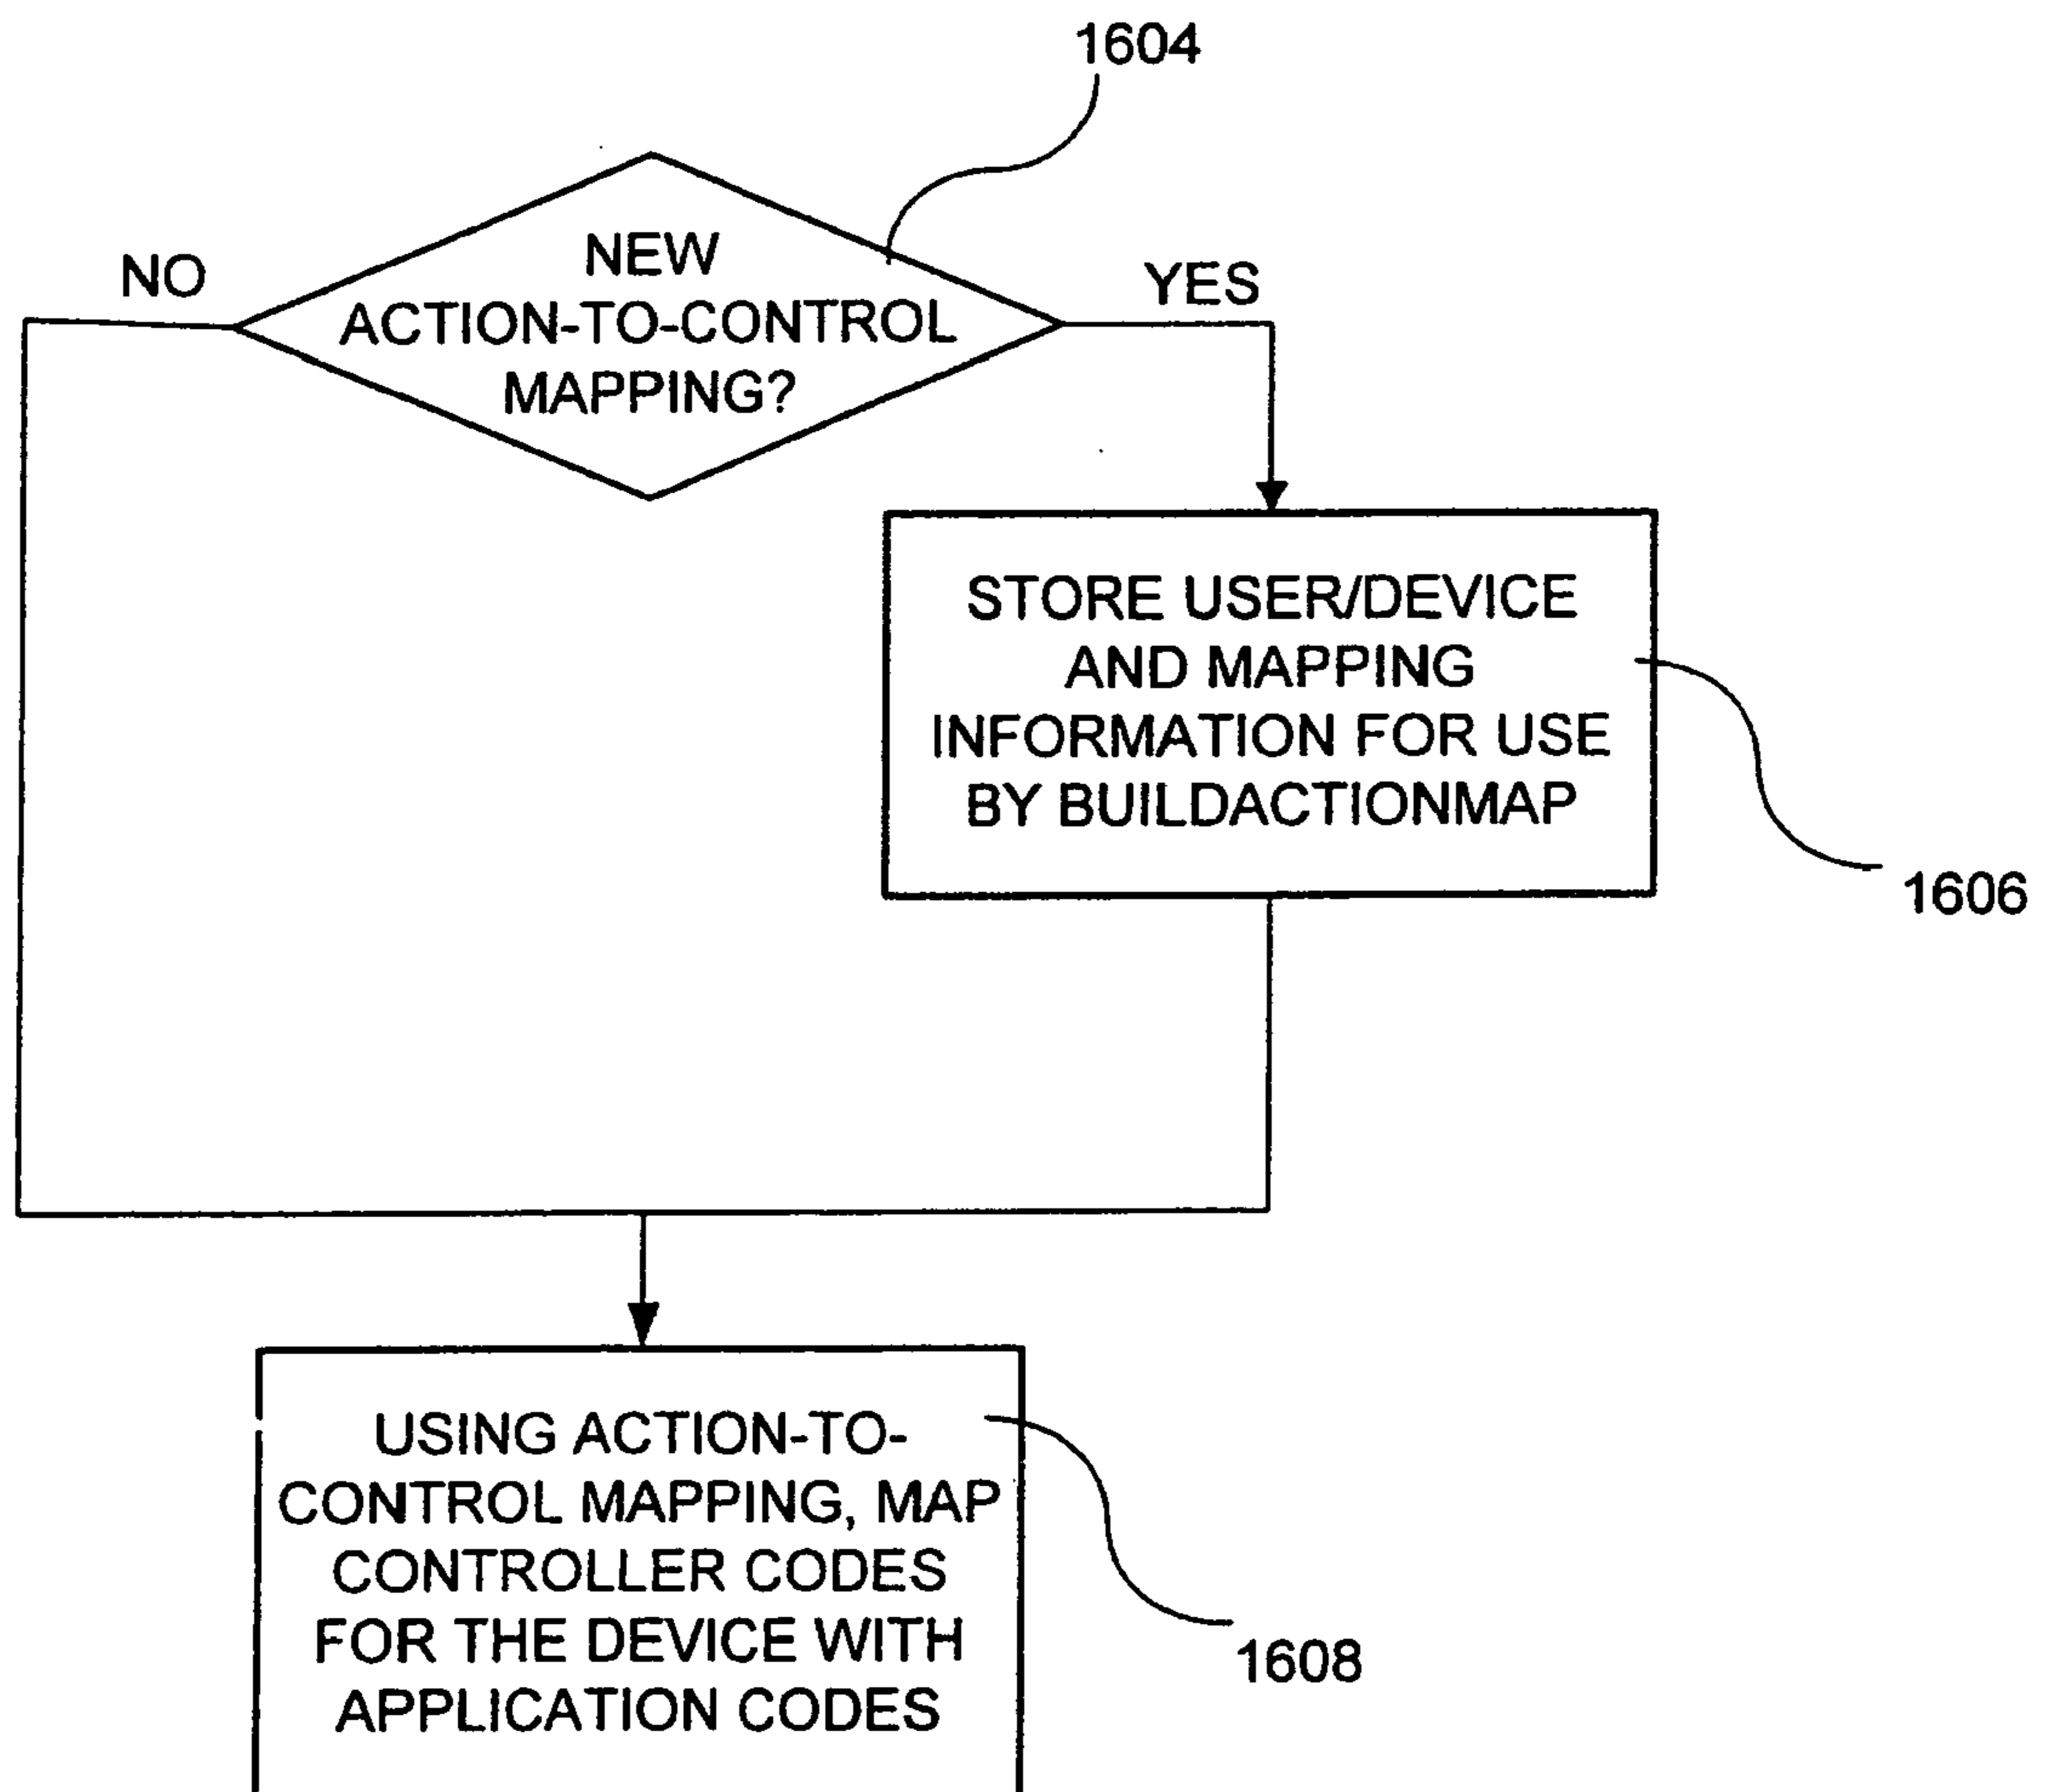 1604
NEW
ACTION-TO-CONTROL
MAPPING?
NO
YES
STORE USER/DEVICE
AND MAPPING
INFORMATION FOR USE
BY BUILDACTIONMAP
1606
USING ACTION-TO-
CONTROL MAPPING, MAP
CONTROLLER CODES
FOR THE DEVICE WITH
APPLICATION CODES
1608